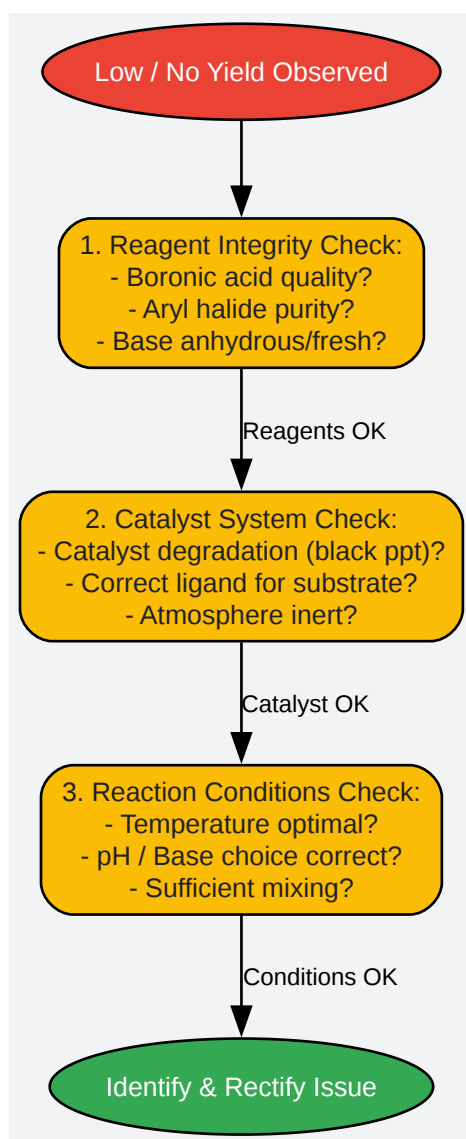 Low / No Yield Observed
1. Reagent Integrity Check:
- Boronic acid quality?
- Aryl halide purity?
- Base anhydrous/fresh?
Reagents OK
2. Catalyst System Check:
- Catalyst degradation (black ppt)?
- Correct ligand for substrate?
- Atmosphere inert?
Catalyst OK
3. Reaction Conditions Check:
- Temperature optimal?
- pH / Base choice correct?
- Sufficient mixing?
Conditions OK
Identify & Rectify Issue